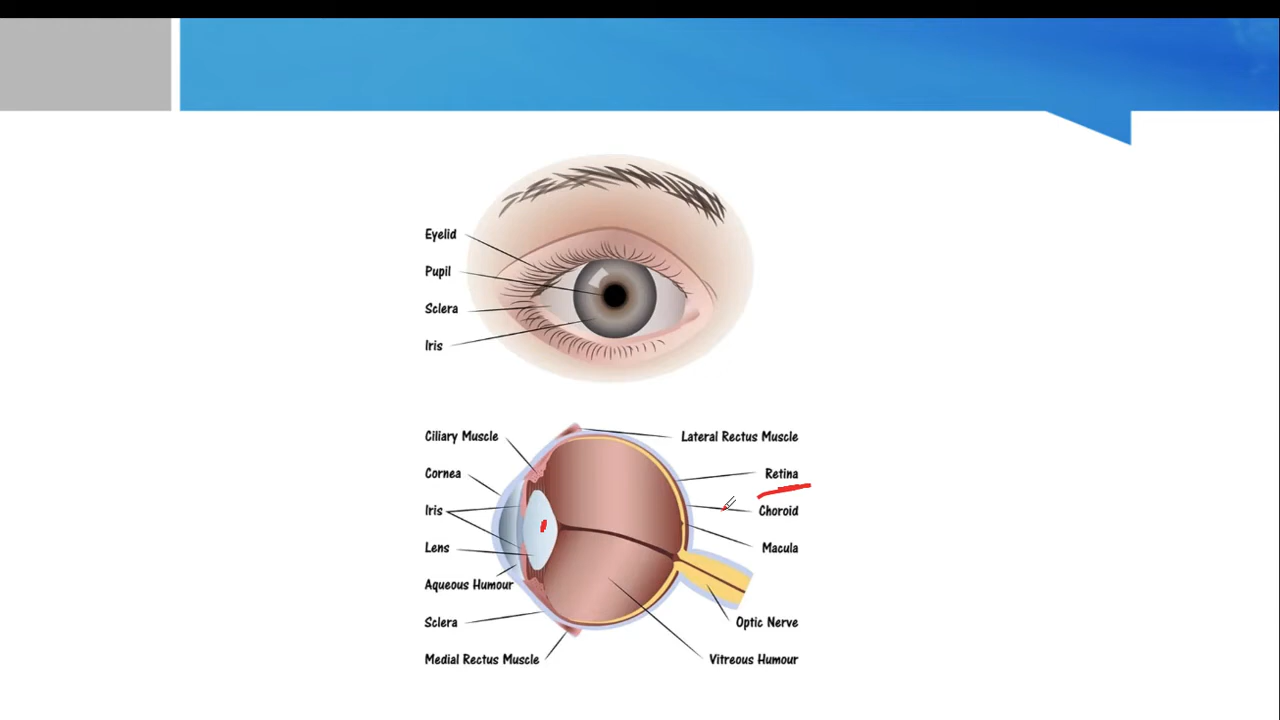 Eyelid
Pupil
Sclera
Iris
Ciliary Muscle
Cornea
Iris
Lens
Aqueous Humour
Sclera
Medial Rectus Muscle
Lateral Rectus Muscle
Retina
Choroid
Macula
Optic Nerve
Vitreous Humour